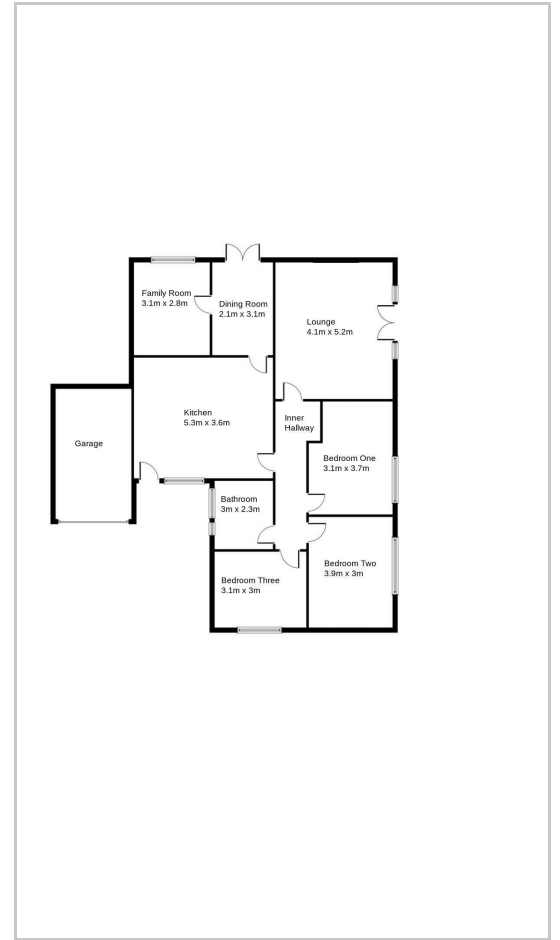 Family Room
3.1m x 2.8m
Dining Room
2.1m x 3.1m
Lounge
4.1m x 5.2m
Kitchen
5.3m x 3.6m
Inner
Hallway
Garage
Bedroom One
3.1m x 3.7m
Bathroom
3m x 2.3m
Bedroom Two
3.9m x 3m
Bedroom Three
3.1m x 3m